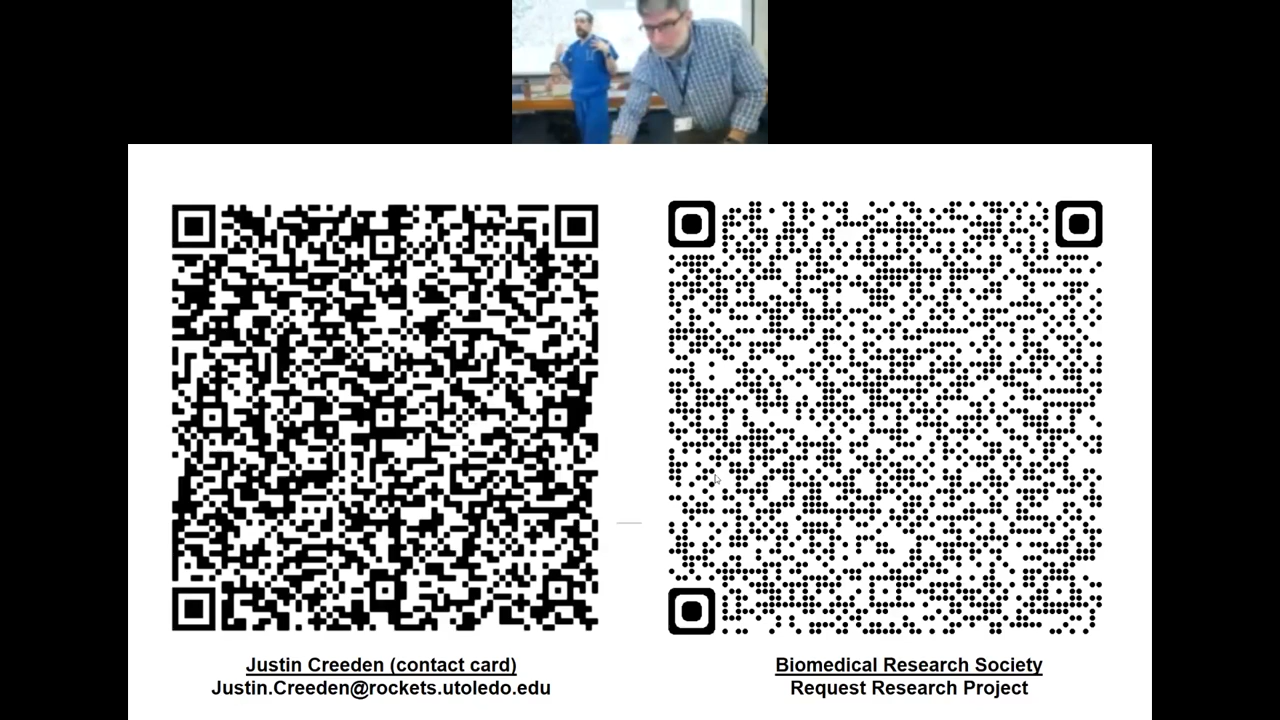 Justin Creeden (contact card)
Justin.Creeden@rockets.utoledo.edu
Biomedical Research Society
Request Research Project